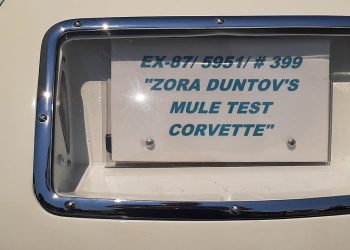 EX-87/ 5951/ # 399
"ZORA DUNTOV'S
MULE TEST
CORVETTE"